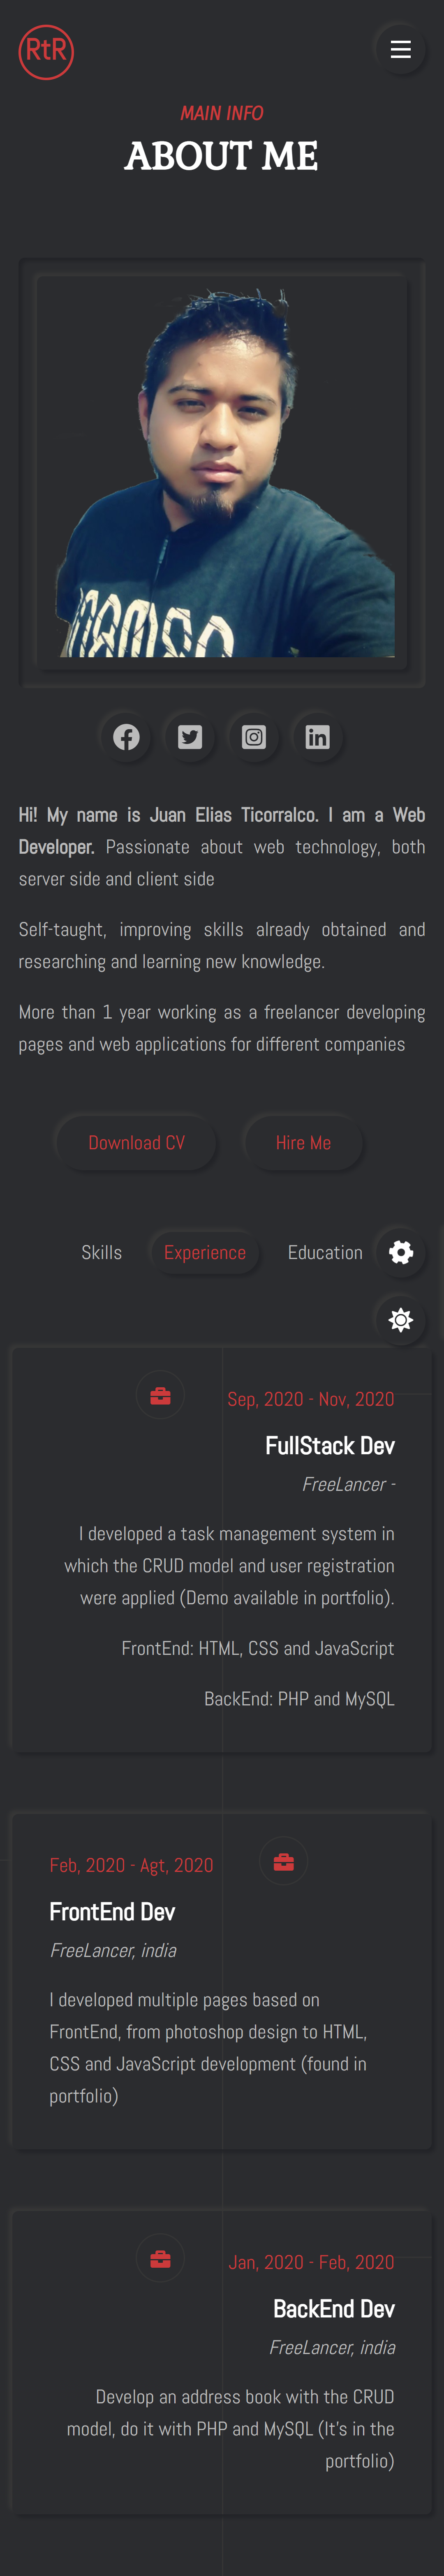 RtR
MAIN INFO
ABOUT ME
Hi! My name is Juan Elias Ticorralco. I am a Web
Developer. Passionate about web technology, both
server side and client side
Self-taught, improving skills already obtained and
researching and learning new knowledge.
More than 1 year working as a freelancer developing
pages and web applications for different companies
Download CV Hire Me
Skills Experience Education
Sep, 2020 - Nov, 2020
FullStack Dev
FreeLancer -
I developed a task management system in
which the CRUD model and user registration
were applied (Demo available in portfolio).
FrontEnd: HTML, CSS and JavaScript
BackEnd: PHP and MySQL
Feb, 2020 - Agt, 2020
FrontEnd Dev
FreeLancer, india
I developed multiple pages based on
FrontEnd, from photoshop design to HTML,
CSS and JavaScript development (found in
portfolio)
Jan, 2020 - Feb, 2020
BackEnd Dev
FreeLancer, india
Develop an address book with the CRUD
model, do it with PHP and MySQL (It's in the
portfolio)